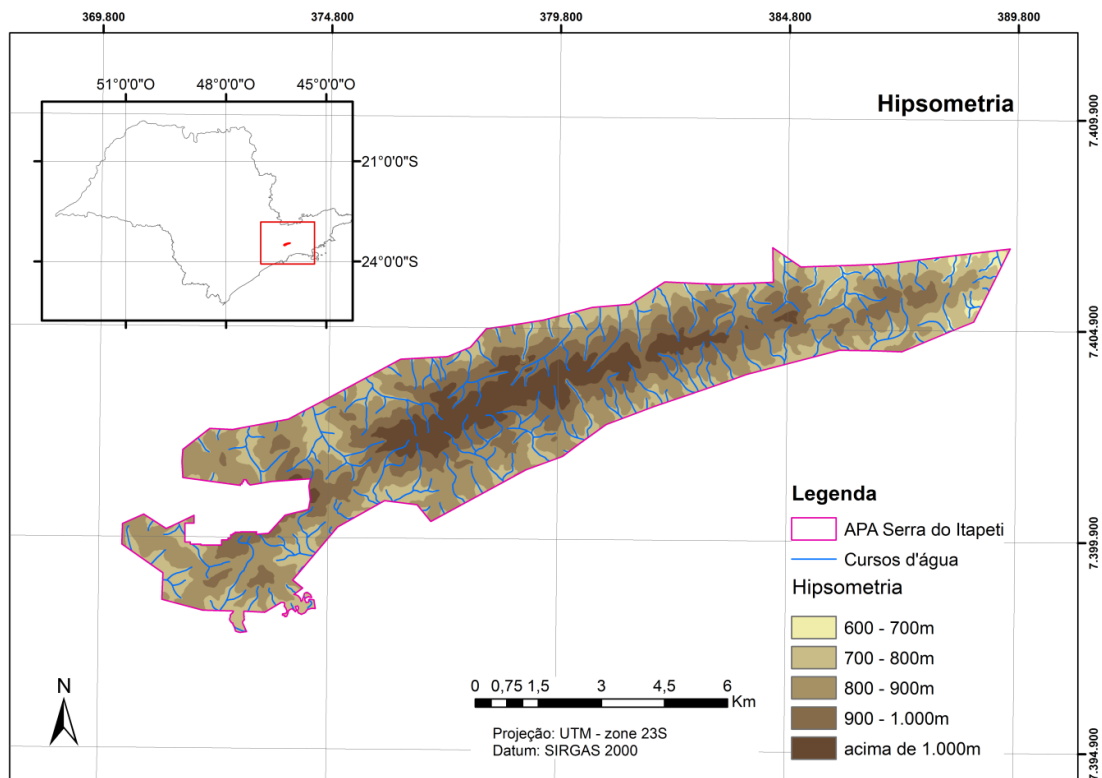 369.800
374.800
379.800
384.800
389.800
Hipsometria
51°0'0"O
48°0'0"O
45°0'0"O
21°0'0"S
24°0'0"S
7.409.900
7.404.900
7.399.900
7.394.900
Legenda
APA Serra do Itapeti
Cursos d'água
Hipsometria
600 - 700m
700 - 800m
800 - 900m
900 - 1.000m
acima de 1.000m
N
0 0,75 1,5 3 4,5 6
Km
Projeção: UTM - zone 23S
Datum: SIRGAS 2000